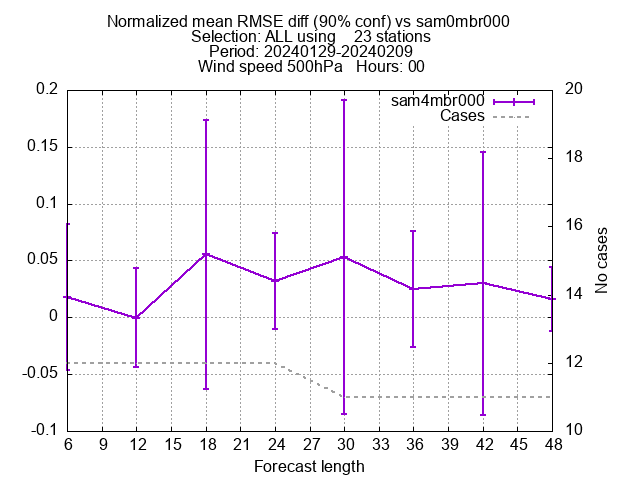 Normalized mean RMSE diff (90% conf) vs sam0mbr000
Selection: ALL using    23 stations
Period: 20240129-20240209
Wind speed 500hPa   Hours: 00
sam4mbr000
Cases
0.2
0.15
0.1
0.05
0
-0.05
-0.1
20
18
16
14
12
10
No cases
6 9 12 15 18 21 24 27 30 33 36 39 42 45 48
Forecast length